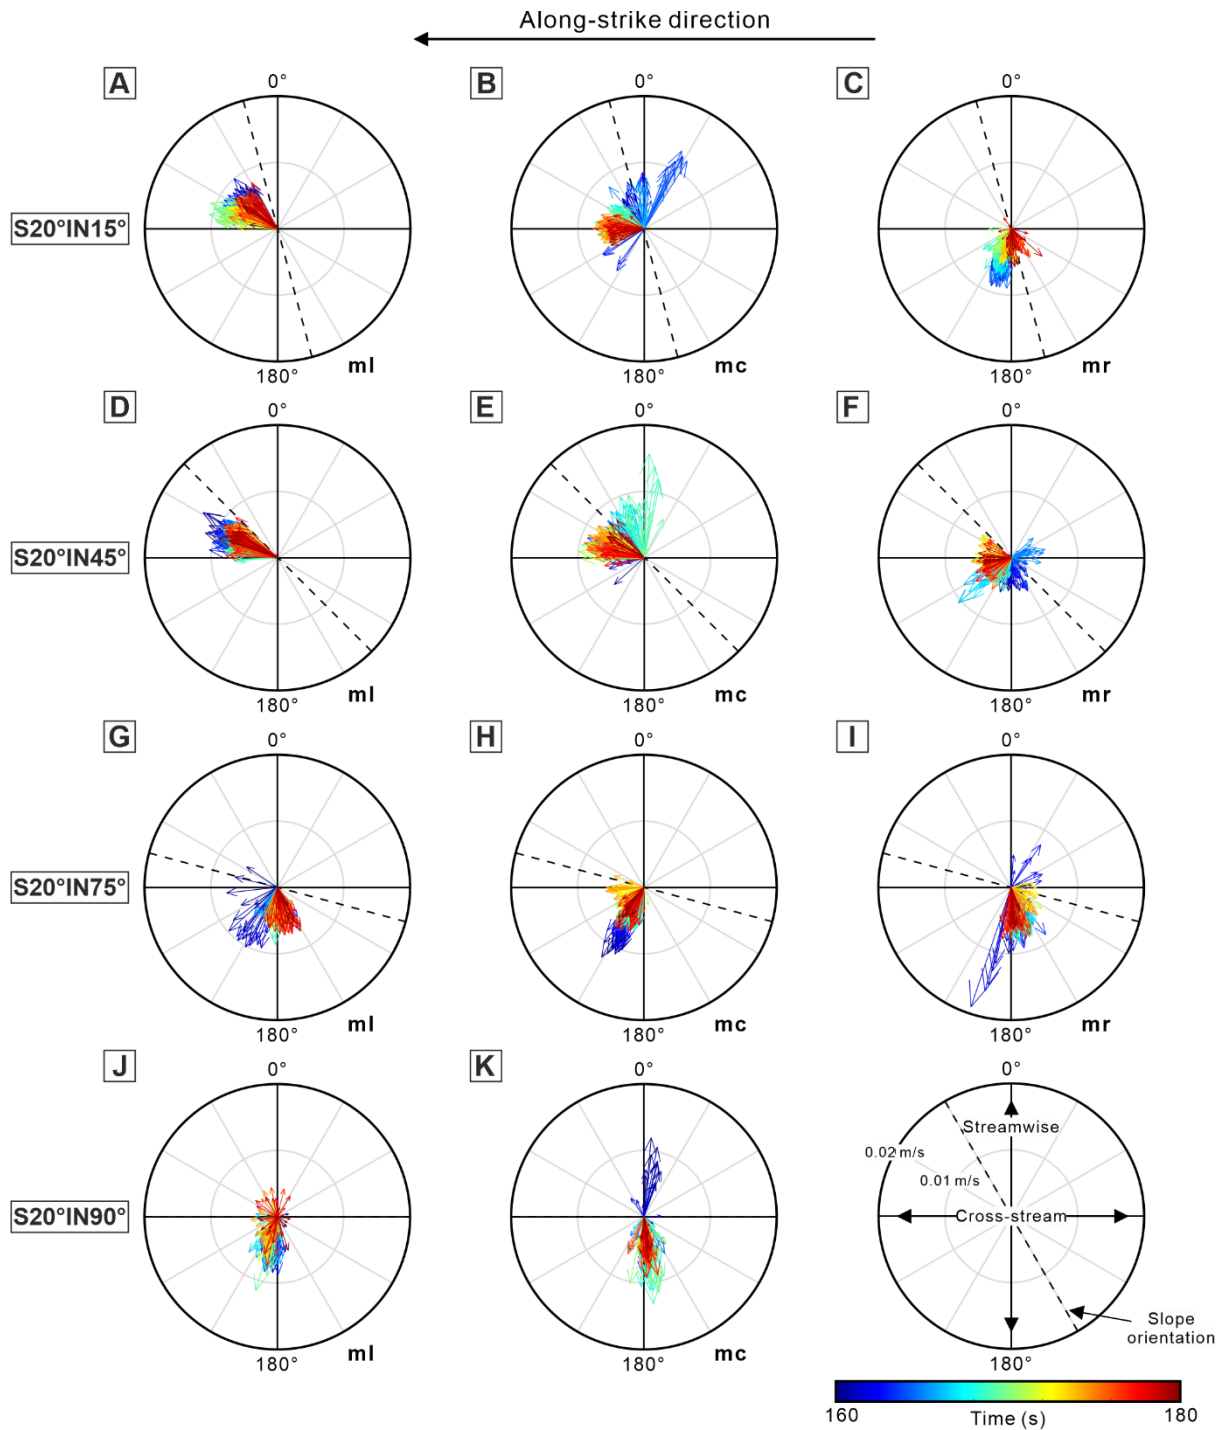 Along-strike direction
A
B
C
0°
0°
0°
S20°IN15°
180°
ml
180°
mc
180°
mr
D
E
F
0°
0°
0°
S20°IN45°
180°
ml
180°
mc
180°
mr
G
H
I
0°
0°
0°
S20°IN75°
180°
ml
180°
mc
180°
mr
J
K
0°
0°
0°
Streamwise
0.02 m/s
0.01 m/s
S20°IN90°
Cross-stream
Slope
orientation
180°
ml
180°
mc
180°
160
Time (s)
180